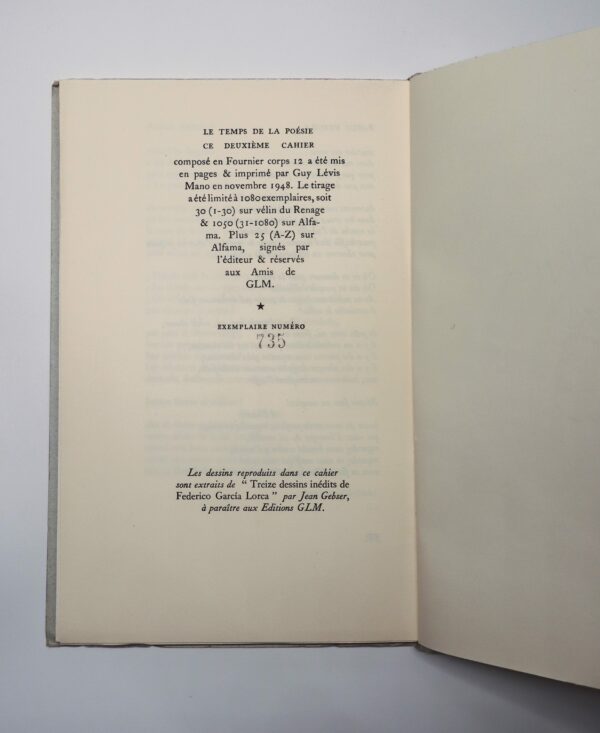 LE TEMPS DE LA POÉSIE
CE DEUXIÈME CAHIER
composé en Fournier corps 12 a été mis
en pages & imprimé par Guy Lévis
Mano en novembre 1948. Le tirage
a été limité à 1080 exemplaires, soit
30 (1-30) sur vélin du Renage
& 1050 (31-1080) sur Alfa-
ma. Plus 25 (A-Z) sur
Alfama, signés par
l'éditeur & réservés
aux Amis de
GLM.
★
EXEMPLAIRE NUMÉRO
735
Les dessins reproduits dans ce cahier
sont extraits de “ Treize dessins inédits de
Federico García Lorca ” par Jean Gebser,
à paraître aux Editions GLM.